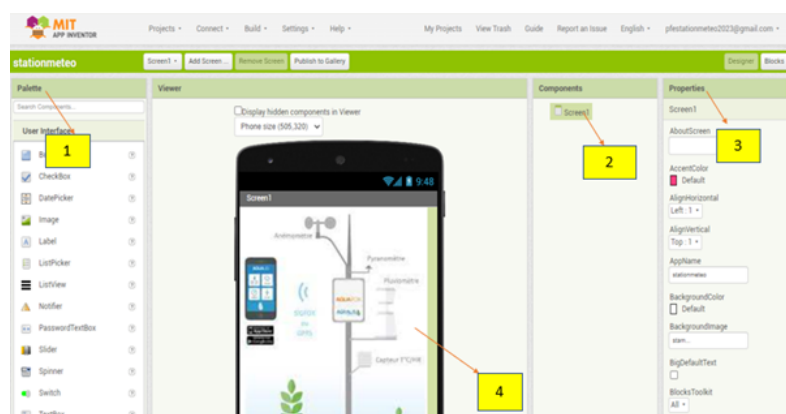 MIT
APP INVENTOR
Projects Connect Build Settings Help My Projects View Trash Guide Report an Issue English pfestationmeteo2023@gmail.com
stationmeteo Screen1 Add Screen ... Remove Screen Publish to Gallery Designer Blocks
Palette Viewer Components Properties
Search Components...
User Interfaces
CheckBox
DatePicker
Image
Label
ListPicker
ListView
Notifier
PasswordTextBox
Slider
Spinner
Switch
TextBox
1
Display hidden components in Viewer
Phone size (505,320)
9:48
Screen1
Anémomètre
Pyranomètre
Pluviomètre
4
Screen1
2
Screen1
AboutScreen
3
AccentColor
Default
AlignHorizontal
Left : 1
AlignVertical
Top : 1
AppName
stationmeteo
BackgroundColor
Default
BackgroundImage
BigDefaultText
BlocksToolkit
All